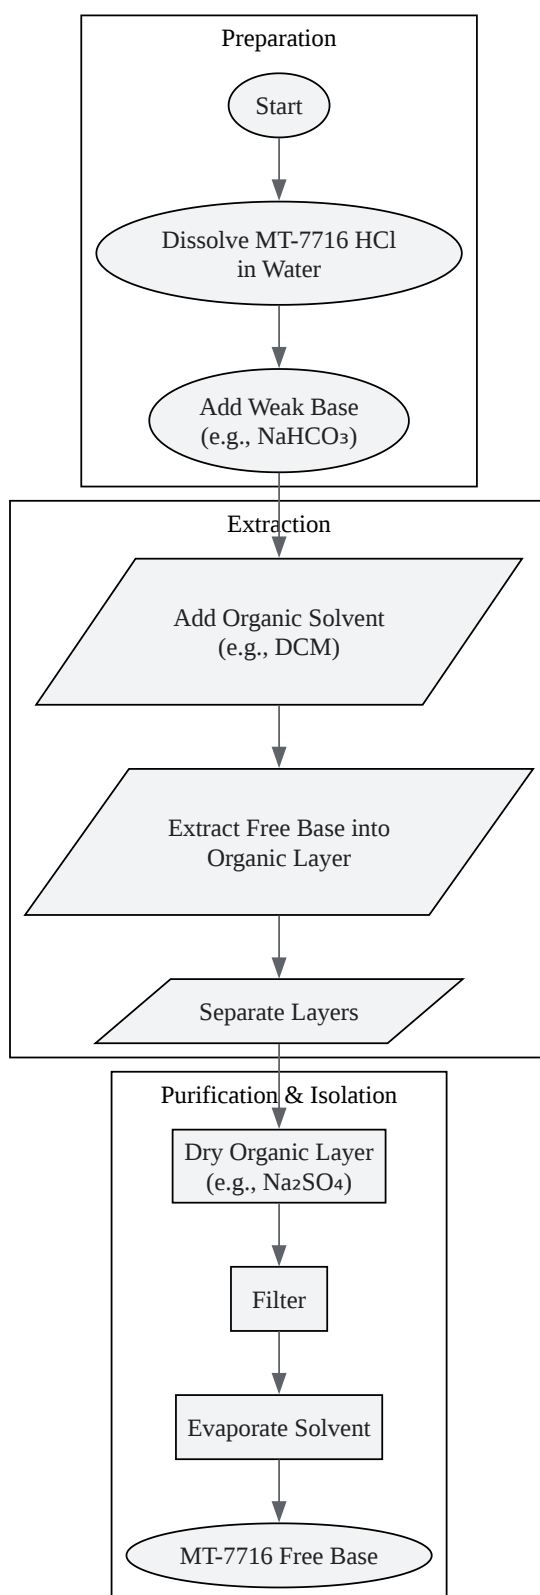 Preparation
Start
Dissolve MT-7716 HCl
in Water
Add Weak Base
(e.g., NaHCO₃)
Extraction
Add Organic Solvent
(e.g., DCM)
Extract Free Base into
Organic Layer
Separate Layers
Purification & Isolation
Dry Organic Layer
(e.g., Na₂SO₄)
Filter
Evaporate Solvent
MT-7716 Free Base